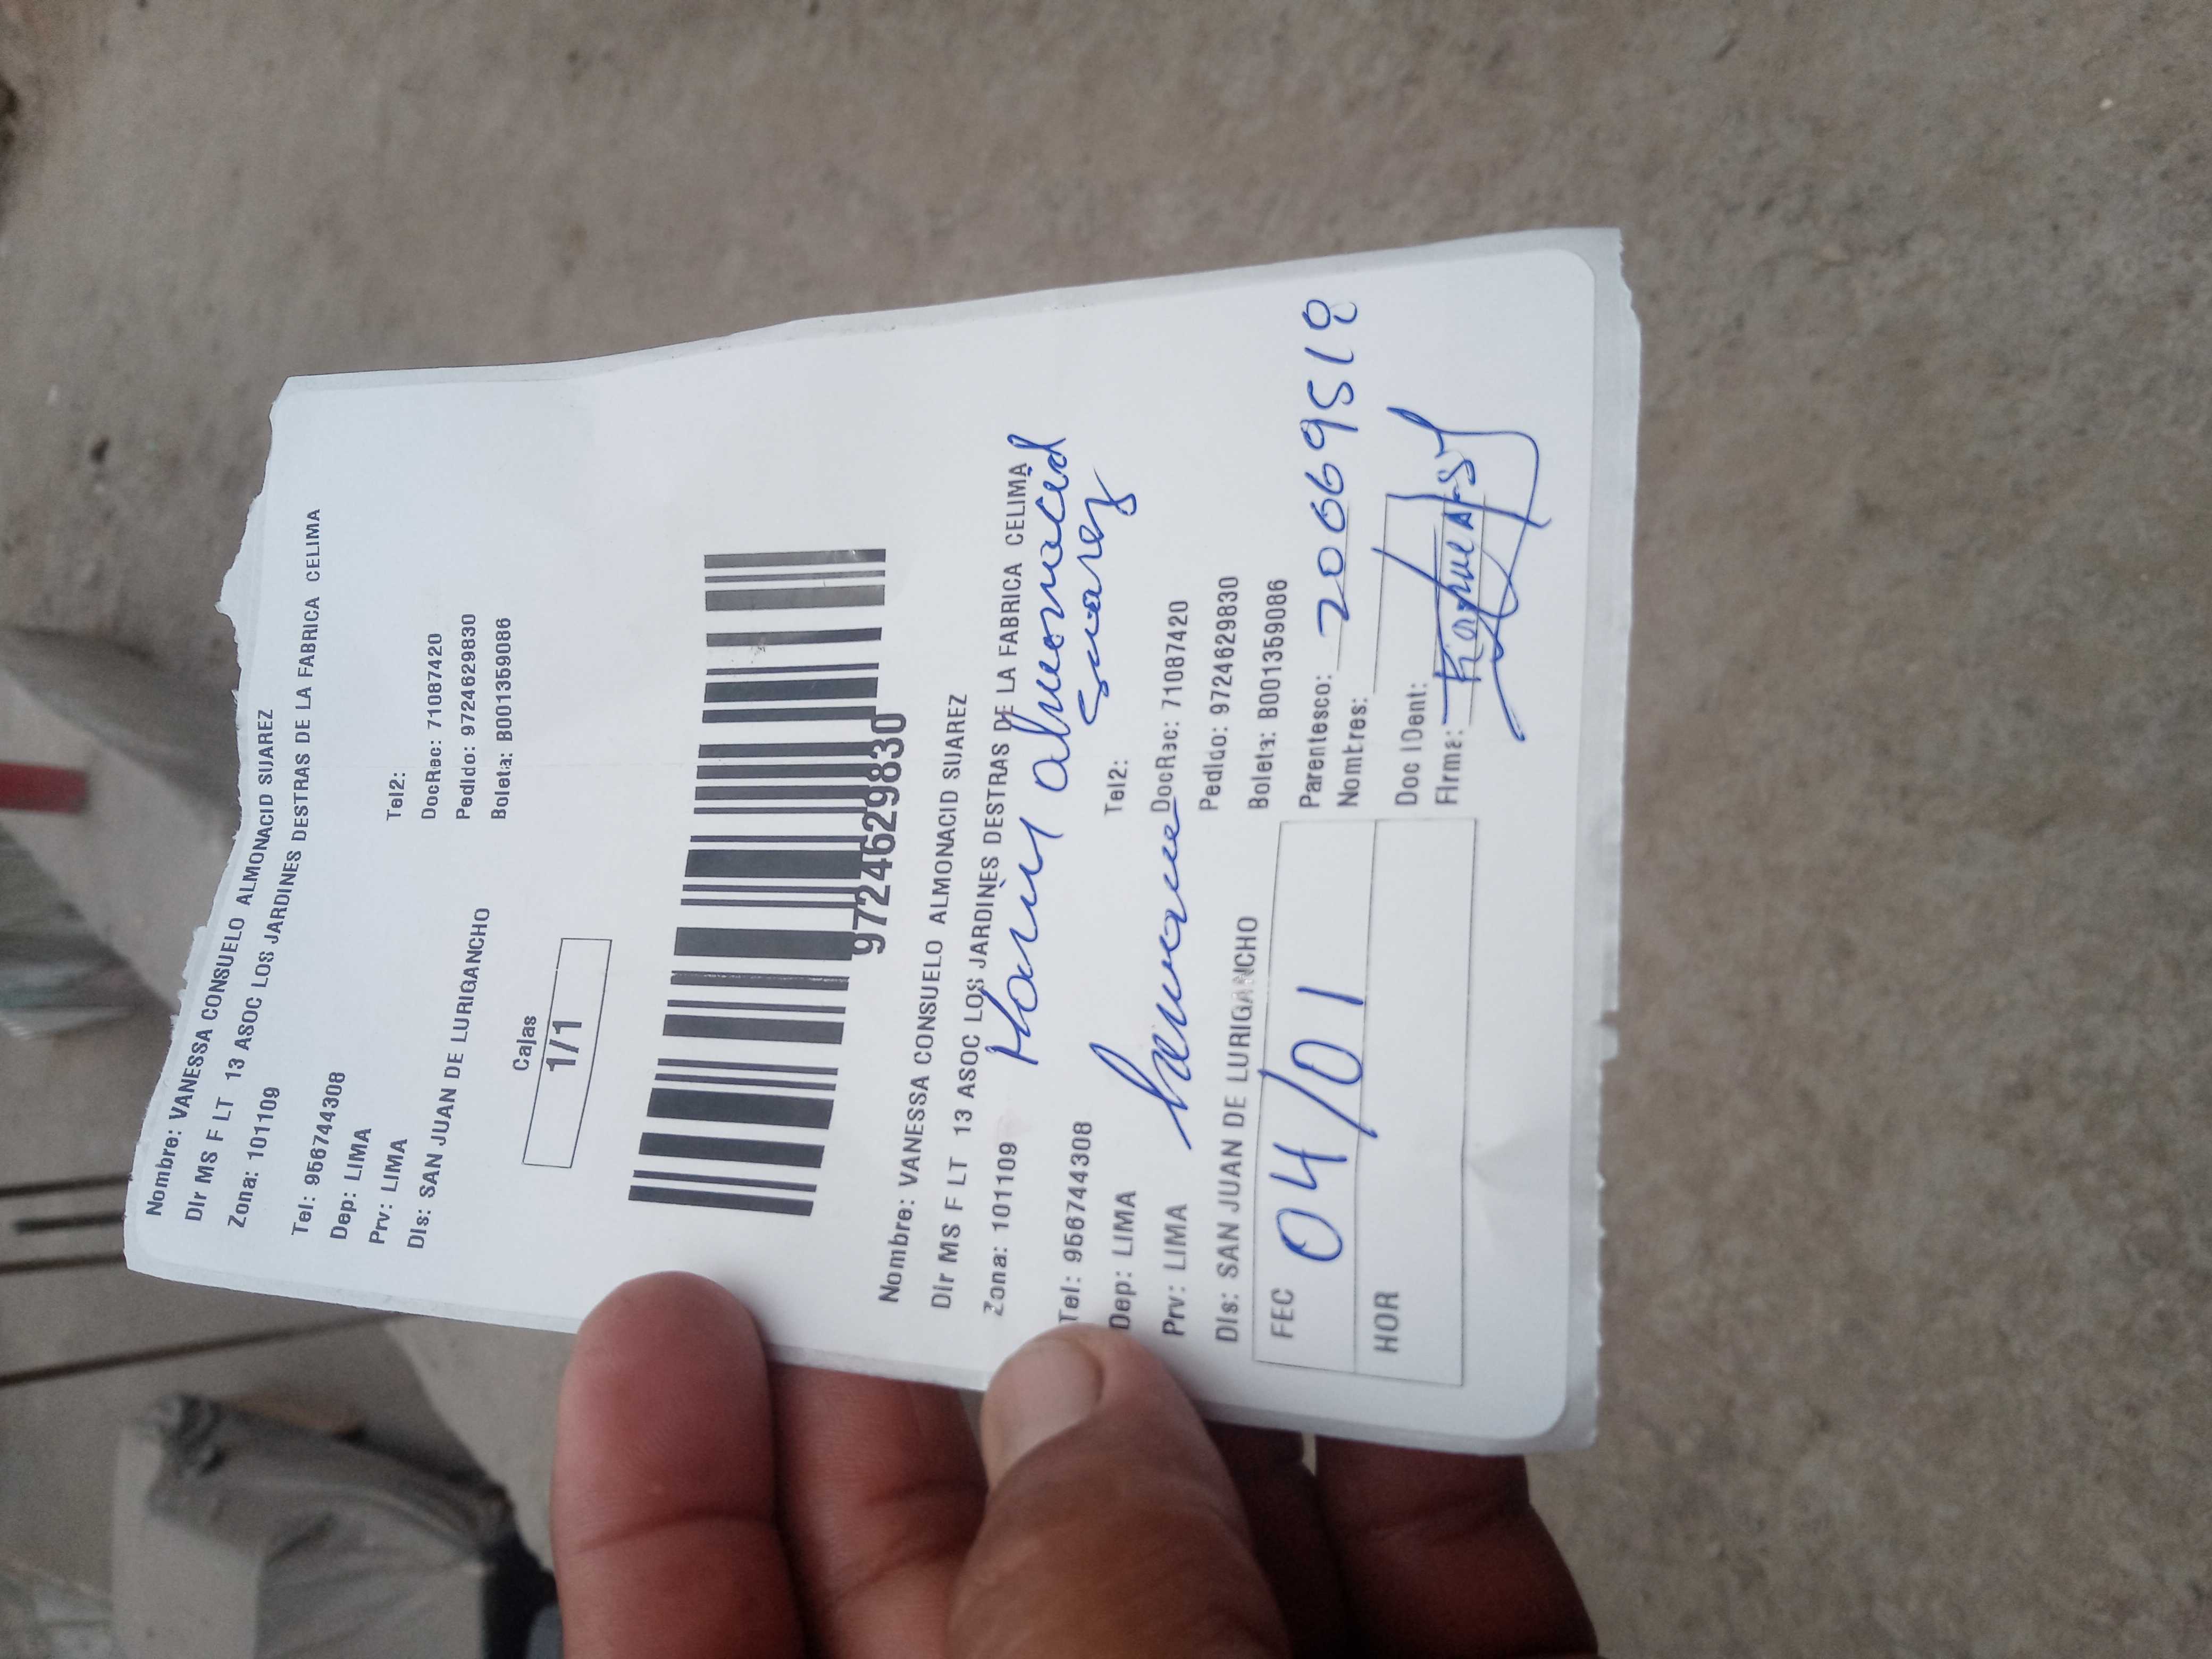 Nombre: VANESSA CONSUELO ALMONACID SUAREZ
Dir MS F LT 13 ASOC LOS JARDINES DESTRAS DE LA FABRICA CELIMA
Zona: 101109
Tel: 956744308 Tel2:
Dep: LIMA DocRec: 71087420
Prv: LIMA Pedido: 972462983O
Dis: SAN JUAN DE LURIGANCHO Boleta: B001359086
Cajas
1/1
9724629830
Nombre: VANESSA CONSUELO ALMONACID SUAREZ
Dir MS F LT 13 ASOC LOS JARDINES DESTRAS DE LA FABRICA CELIMA
Zona: 101109
almonacid
Suarez
Tel: 956744308 Tel2:
Dep: LIMA
Prv: LIMA DocRec: 71087420
Pedido: 9724629830
Dis: SAN JUAN DE LURIGANCHO Boleta: B001359086
FEC 04/01
HOR
Parentesco:
Nombres: 20669518
Doc IDent:
Firma: